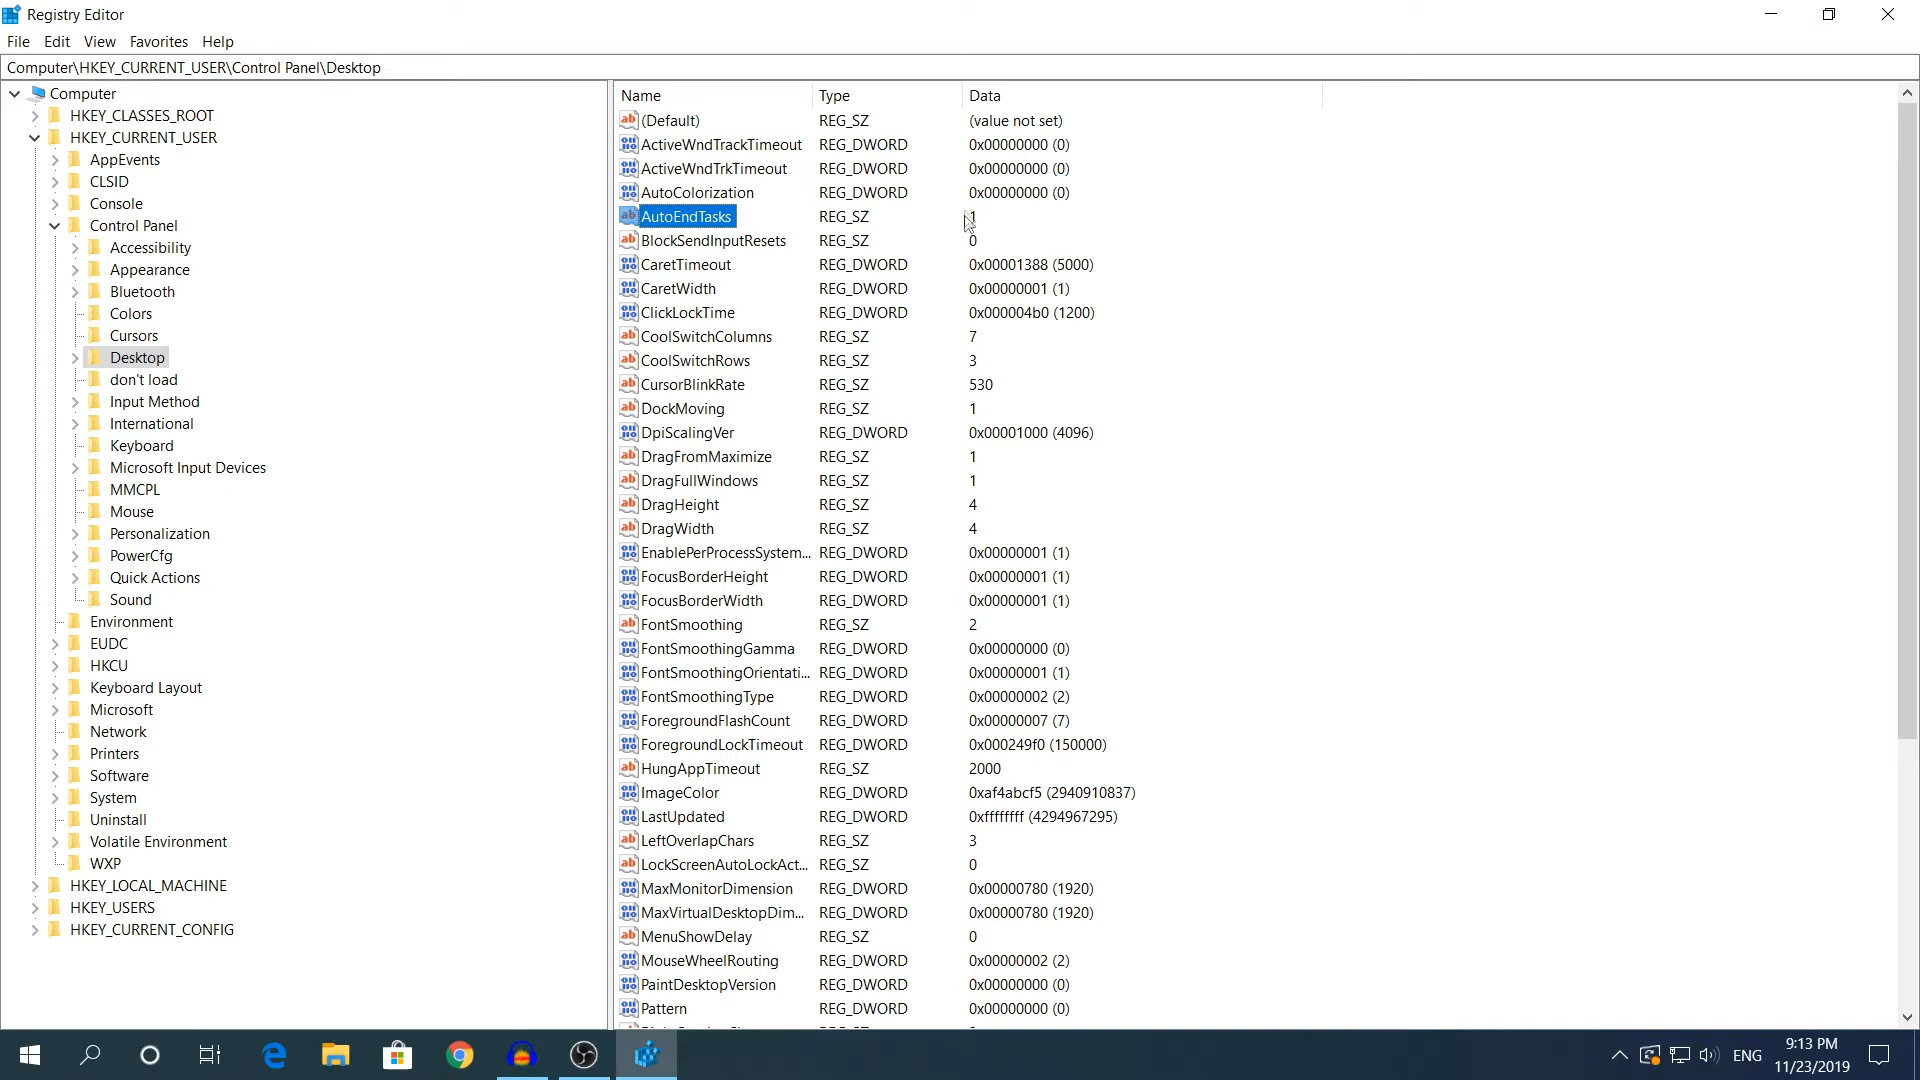 Registry Editor
File Edit View Favorites Help
Computer\HKEY_CURRENT_USER\Control Panel\Desktop
Computer
HKEY_CLASSES_ROOT
HKEY_CURRENT_USER
AppEvents
CLSID
Console
Control Panel
Accessibility
Appearance
Bluetooth
Colors
Cursors
Desktop
don't load
Input Method
International
Keyboard
Microsoft Input Devices
MMCPL
Mouse
Personalization
PowerCfg
Quick Actions
Sound
Environment
EUDC
HKCU
Keyboard Layout
Microsoft
Network
Printers
Software
System
Uninstall
Volatile Environment
WXP
HKEY_LOCAL_MACHINE
HKEY_USERS
HKEY_CURRENT_CONFIG
Name Type Data
(Default) REG_SZ (value not set)
ActiveWndTrackTimeout REG_DWORD 0x00000000 (0)
ActiveWndTrkTimeout REG_DWORD 0x00000000 (0)
AutoColorization REG_DWORD 0x00000000 (0)
AutoEndTasks REG_SZ 1
BlockSendInputResets REG_SZ 0
CaretTimeout REG_DWORD 0x00001388 (5000)
CaretWidth REG_DWORD 0x00000001 (1)
ClickLockTime REG_DWORD 0x000004b0 (1200)
CoolSwitchColumns REG_SZ 7
CoolSwitchRows REG_SZ 3
CursorBlinkRate REG_SZ 530
DockMoving REG_SZ 1
DpiScalingVer REG_DWORD 0x00001000 (4096)
DragFromMaximize REG_SZ 1
DragFullWindows REG_SZ 1
DragHeight REG_SZ 4
DragWidth REG_SZ 4
EnablePerProcessSystem... REG_DWORD 0x00000001 (1)
FocusBorderHeight REG_DWORD 0x00000001 (1)
FocusBorderWidth REG_DWORD 0x00000001 (1)
FontSmoothing REG_SZ 2
FontSmoothingGamma REG_DWORD 0x00000000 (0)
FontSmoothingOrientati... REG_DWORD 0x00000001 (1)
FontSmoothingType REG_DWORD 0x00000002 (2)
ForegroundFlashCount REG_DWORD 0x00000007 (7)
ForegroundLockTimeout REG_DWORD 0x000249f0 (150000)
HungAppTimeout REG_SZ 2000
ImageColor REG_DWORD 0xaf4abcf5 (2940910837)
LastUpdated REG_DWORD 0xffffffff (4294967295)
LeftOverlapChars REG_SZ 3
LockScreenAutoLockAct... REG_SZ 0
MaxMonitorDimension REG_DWORD 0x00000780 (1920)
MaxVirtualDesktopDim... REG_DWORD 0x00000780 (1920)
MenuShowDelay REG_SZ 0
MouseWheelRouting REG_DWORD 0x00000002 (2)
PaintDesktopVersion REG_DWORD 0x00000000 (0)
Pattern REG_DWORD 0x00000000 (0)
ENG
9:13 PM
11/23/2019